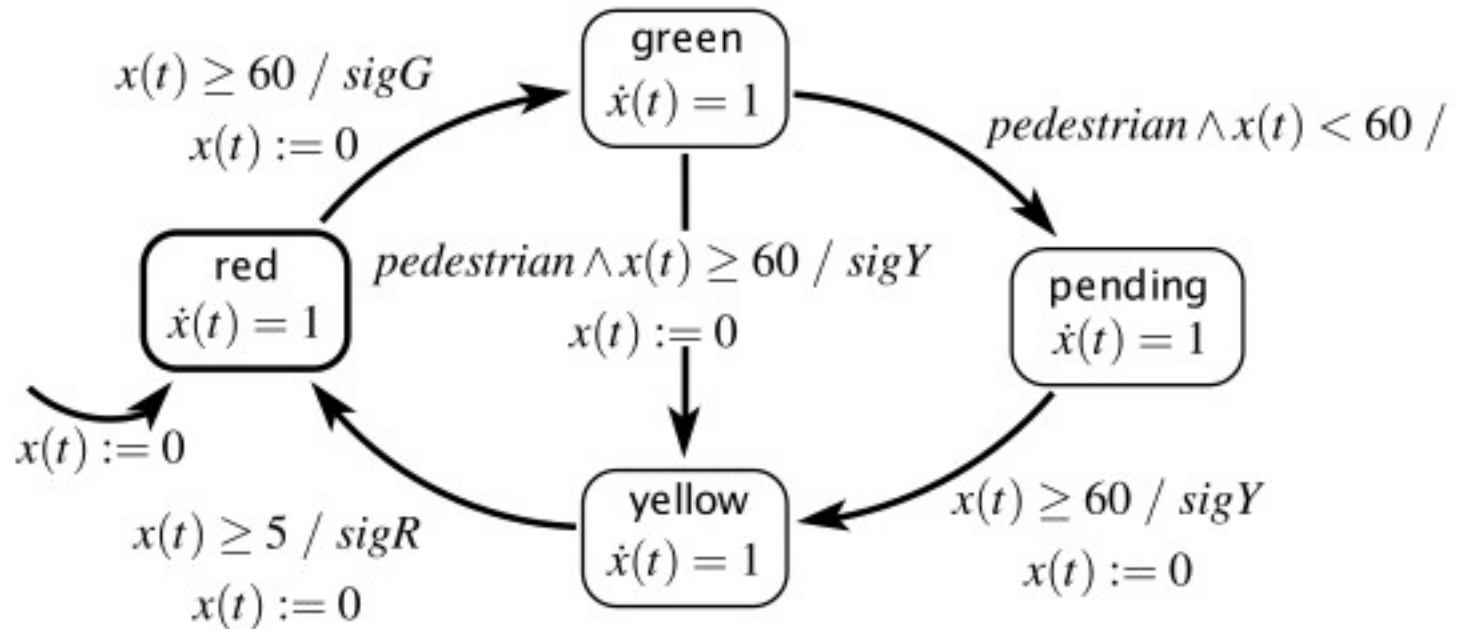 green
ẋ(t) = 1
x(t) ≥ 60 / sigG
x(t) := 0
pedestrian ∧ x(t) < 60 /
red
ẋ(t) = 1
pedestrian ∧ x(t) ≥ 60 / sigY
x(t) := 0
pending
ẋ(t) = 1
x(t) := 0
yellow
ẋ(t) = 1
x(t) ≥ 5 / sigR
x(t) := 0
x(t) ≥ 60 / sigY
x(t) := 0